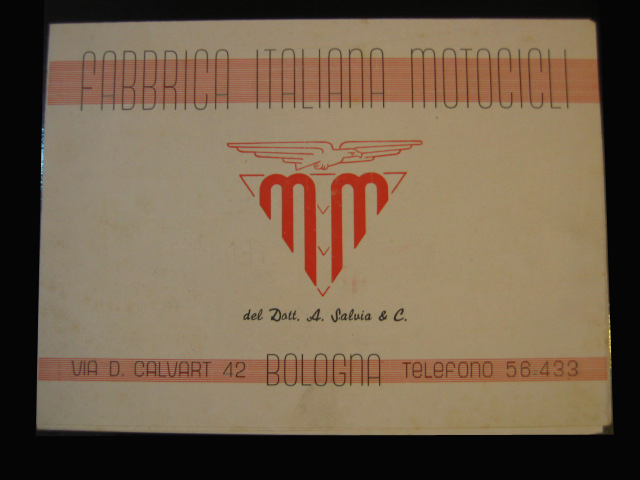 FABBRICA ITALIANA MOTOCICLI
MM
del Dott. A. Salvia & C.
VIA D. CALVART 42 BOLOGNA TELEFONO 56-433